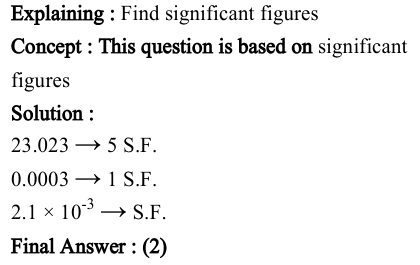 Explaining : Find significant figures
Concept : This question is based on significant
figures
Solution :
23.023 ⟶ 5 S.F.
0.0003 ⟶ 1 S.F.
2.1 × 10⁻³ ⟶ S.F.
Final Answer : (2)